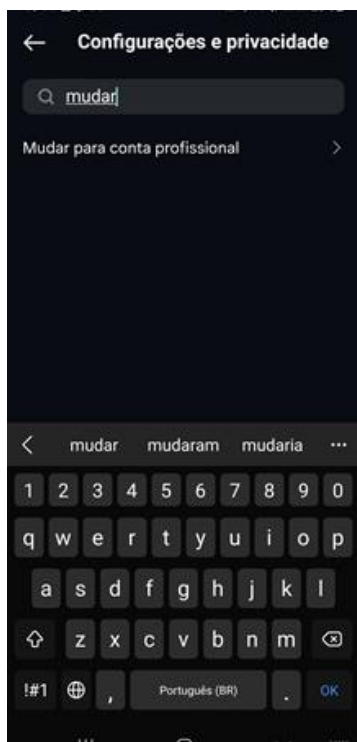 Configurações e privacidade
mudar
Mudar para conta profissional
mudar mudaram mudaria
1 2 3 4 5 6 7 8 9 0
q w e r t y u i o p
a s d f g h j k l
z x c v b n m
!#1 , Português (BR) . OK